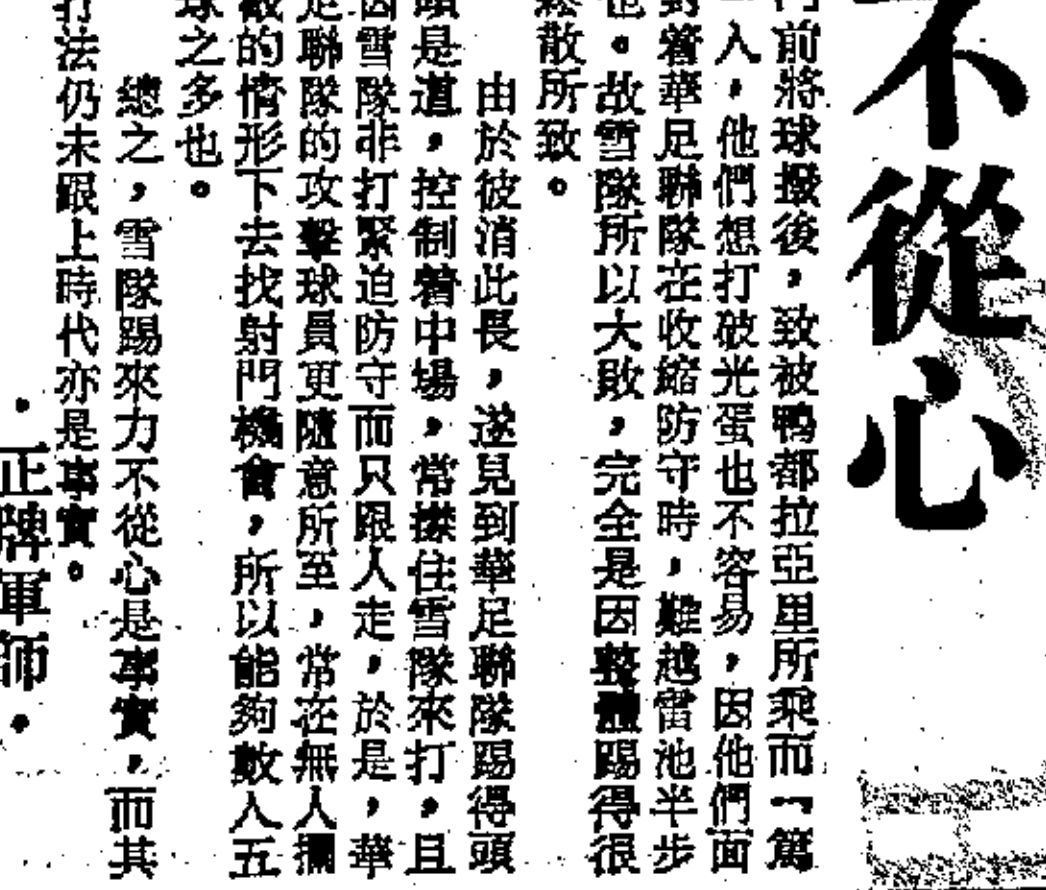 不從心
門前將球撥後，致被鴨都拉亞里所乘而「篤
入，他們想打破光蛋也不容易，因他們面
對着華足聯隊在收縮防守時，難越雷池半步
也。故雪隊所以大敗，完全是因整體踢得很
鬆散所致。
由於彼消此長，遂見到華足聯隊踢得頭
頭是道，控制着中場，常㩒住雪隊來打，且
因雪隊非打緊迫防守而只跟人走，於是，華
足聯隊的攻擊球員更隨意所至，常在無人攔
截的情形下去找射門機會，所以能夠數入五
球之多也。
總之，雪隊踢來力不從心是事實，而其
打法仍未跟上時代亦是事實。
·正牌軍師·